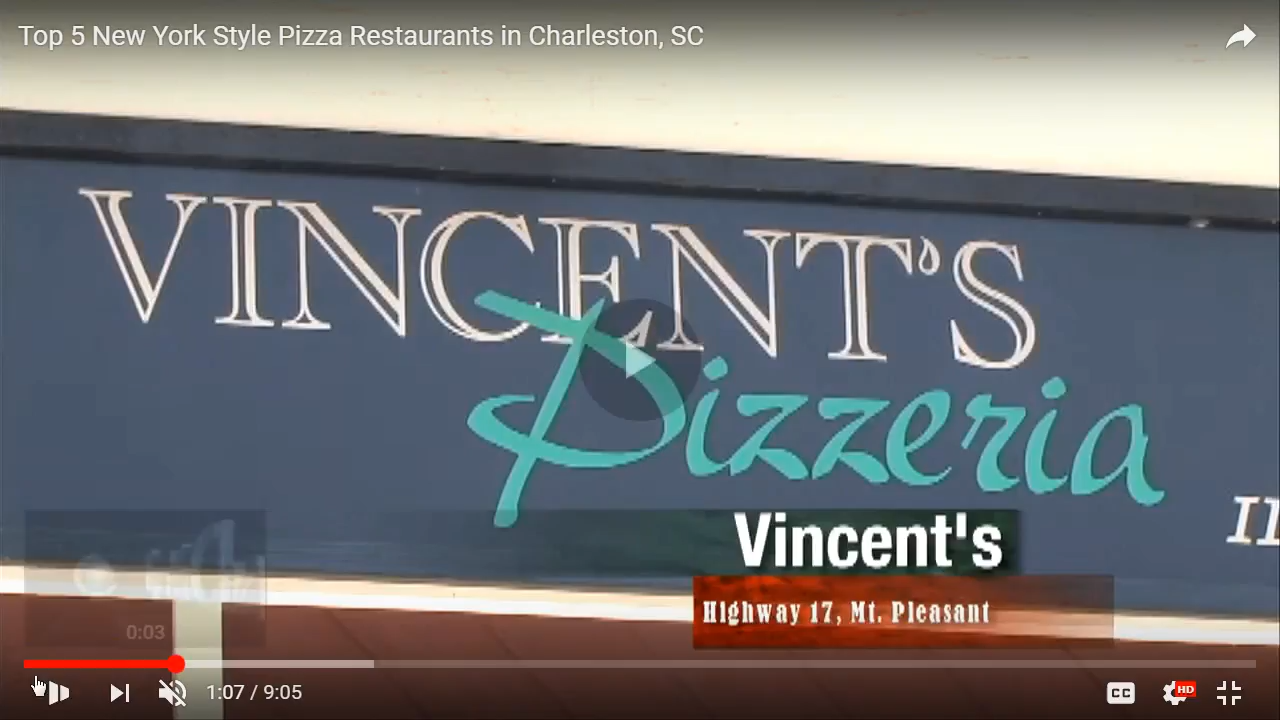 Top 5 New York Style Pizza Restaurants in Charleston, SC
VINCENT'S
Pizzeria
Vincent's
Highway 17, Mt. Pleasant
0:03
1:07 / 9:05
CC
HD